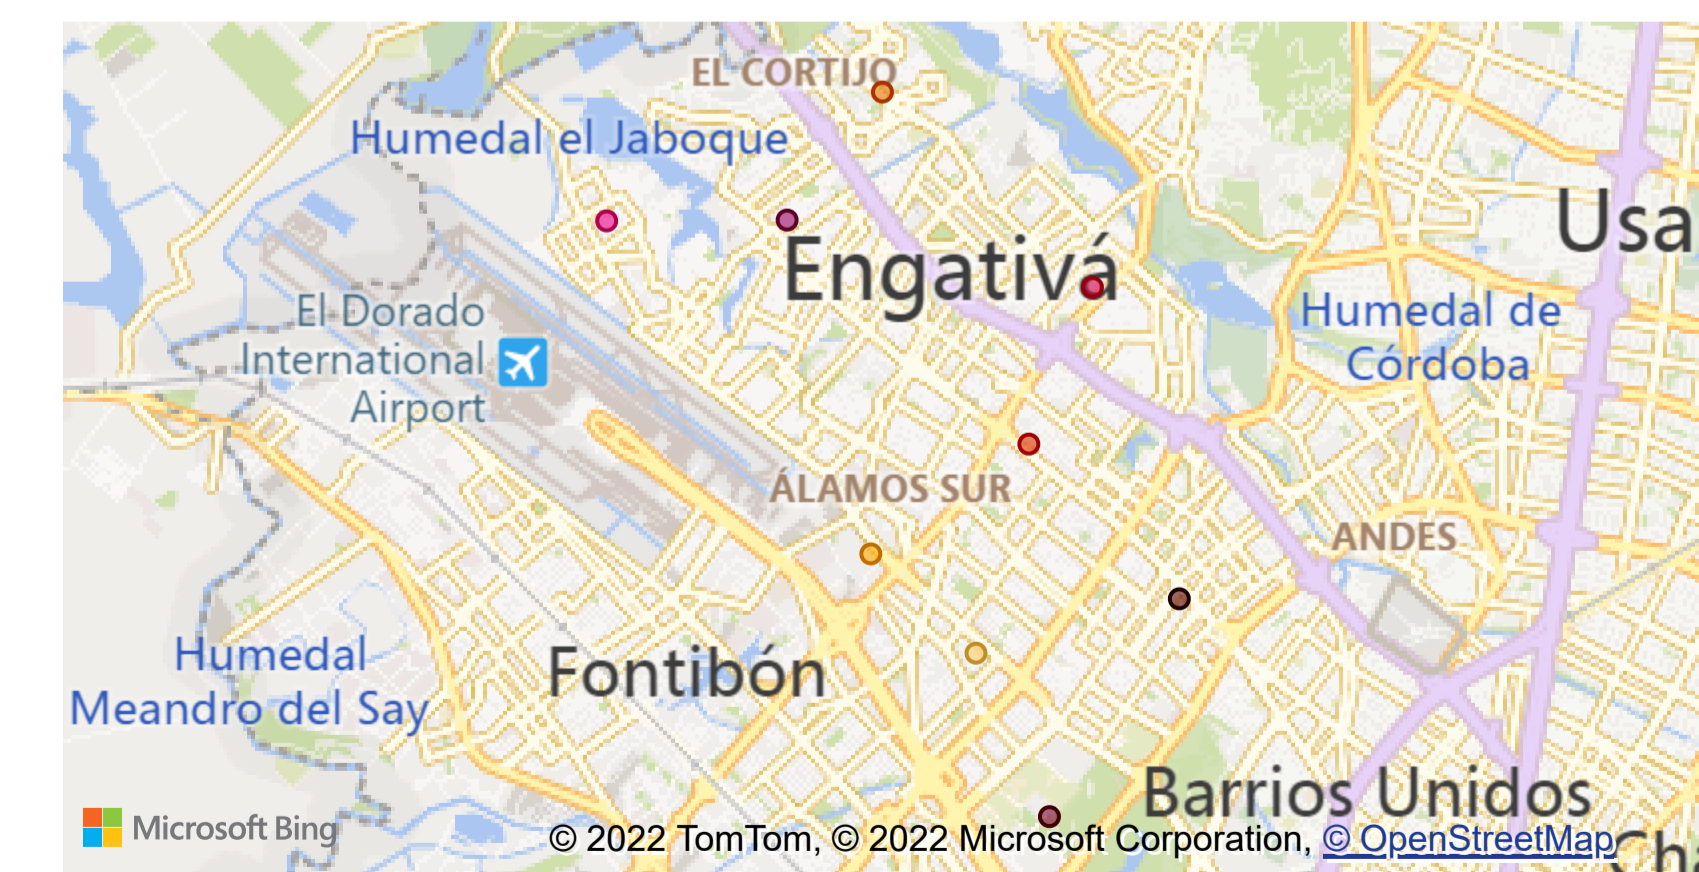 EL CORTIJO
Humedal el Jaboque
Usa
Engativá
El Dorado
International
Airport
Humedal de
Córdoba
ÁLAMOS SUR
ANDES
Humedal
Meandro del Say
Fontibón
Barrios Unidos
Microsoft Bing
© 2022 TomTom, © 2022 Microsoft Corporation, © OpenStreetMap
Cha